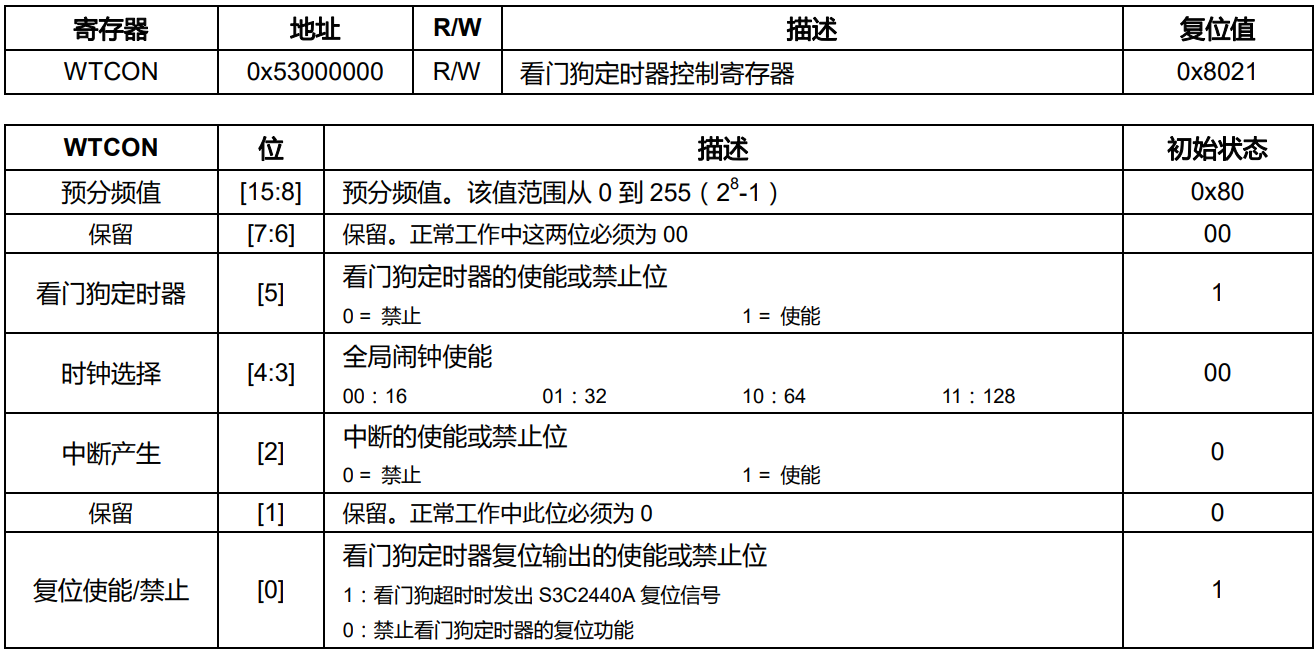 寄存器 地址 R/W 描述 复位值
WTCON 0x53000000 R/W 看门狗定时器控制寄存器 0x8021
WTCON 位 描述 初始状态
预分频值 [15:8] 预分频值。该值范围从 0 到 255（2⁸-1） 0x80
保留 [7:6] 保留。正常工作中这两位必须为 00 00
看门狗定时器 [5] 看门狗定时器的使能或禁止位 1
0 = 禁止 1 = 使能
时钟选择 [4:3] 全局闹钟使能 00
00：16 01：32 10：64 11：128
中断产生 [2] 中断的使能或禁止位 0
0 = 禁止 1 = 使能
保留 [1] 保留。正常工作中此位必须为 0 0
复位使能/禁止 [0] 看门狗定时器复位输出的使能或禁止位 1
1：看门狗超时时发出 S3C2440A 复位信号
0：禁止看门狗定时器的复位功能